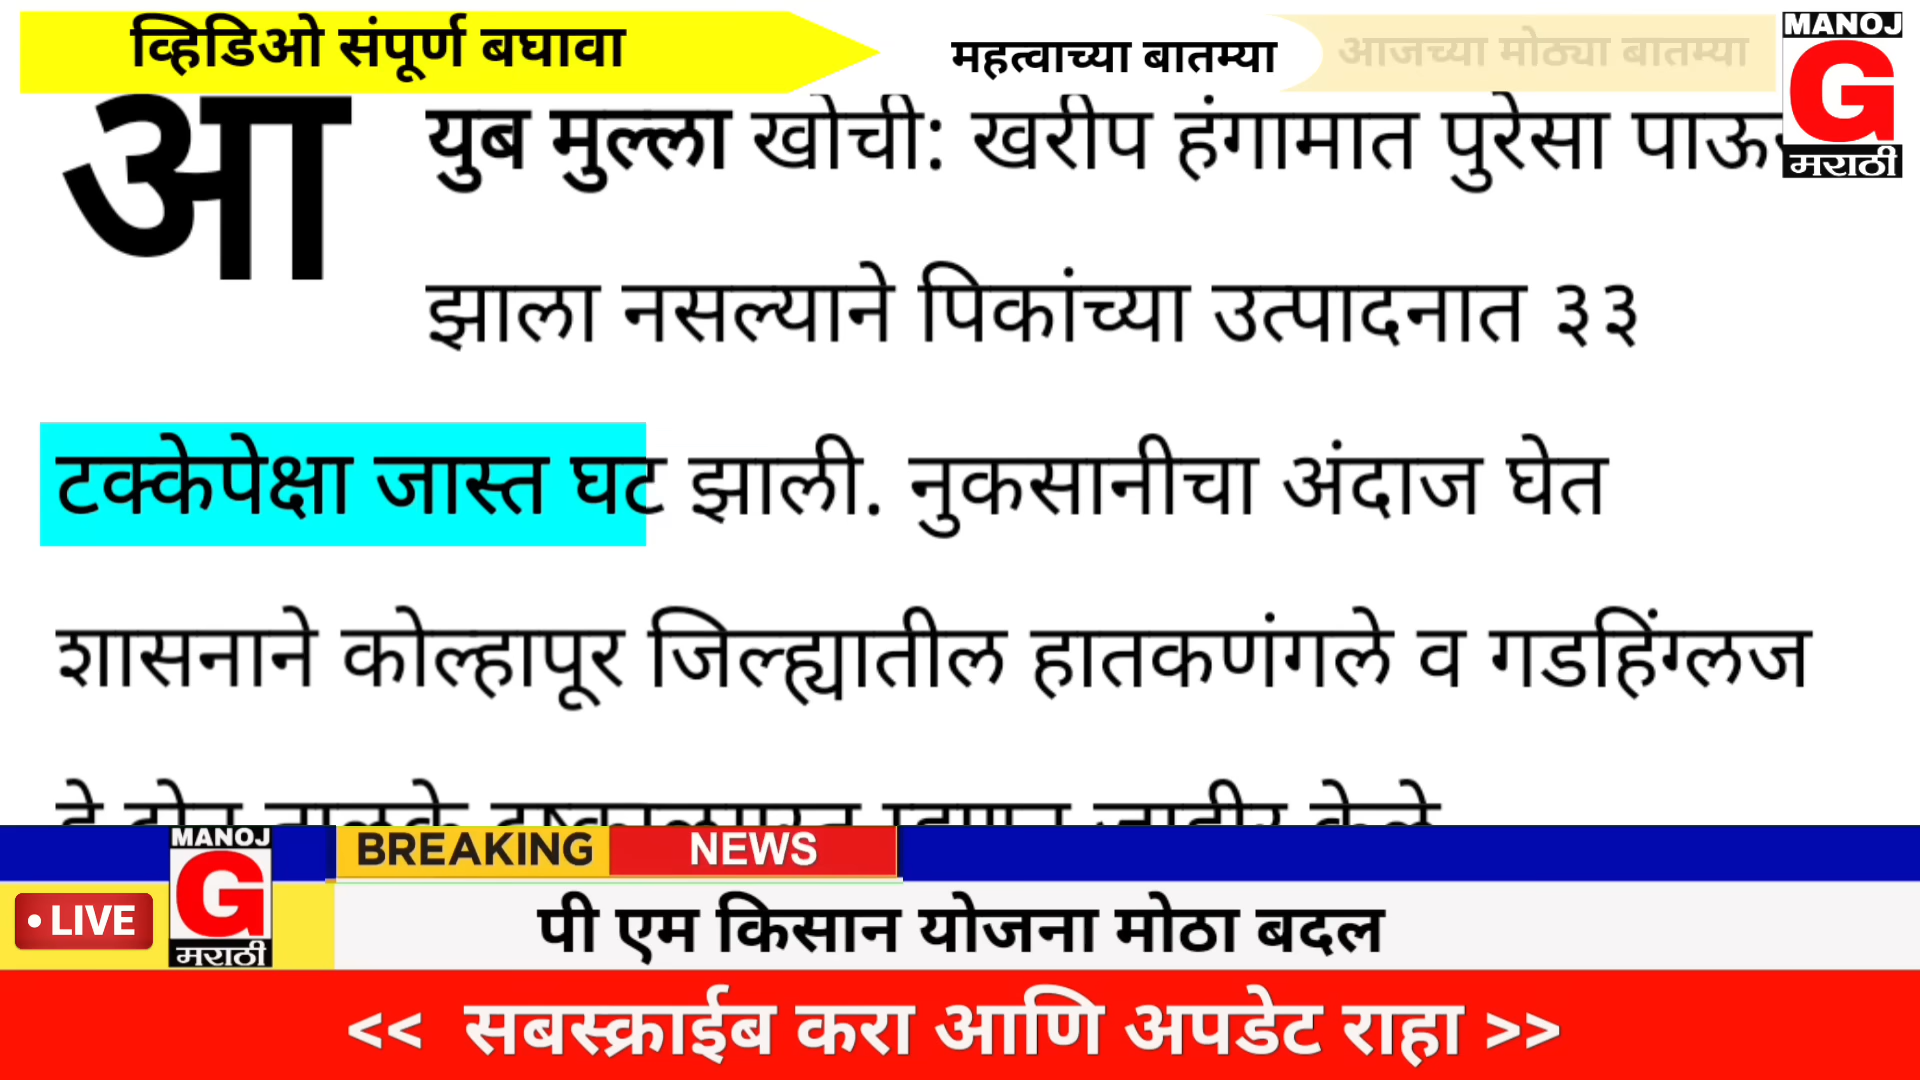 व्हिडिओ संपूर्ण बघावा
महत्वाच्या बातम्या
आजच्या मोठ्या बातम्या
MANOJ
G
मराठी
आयुब मुल्ला खोची: खरीप हंगामात पुरेसा
झाला नसल्याने पिकांच्या उत्पादनात ३३
टक्केपेक्षा जास्त घट झाली. नुकसानीचा अंदाज घेत
शासनाने कोल्हापूर जिल्ह्यातील हातकणंगले व गडहिंग्लज
MANOJ
G
मराठी
BREAKING NEWS
• LIVE
पी एम किसान योजना मोठा बदल
<< सबस्क्राईब करा आणि अपडेट राहा >>